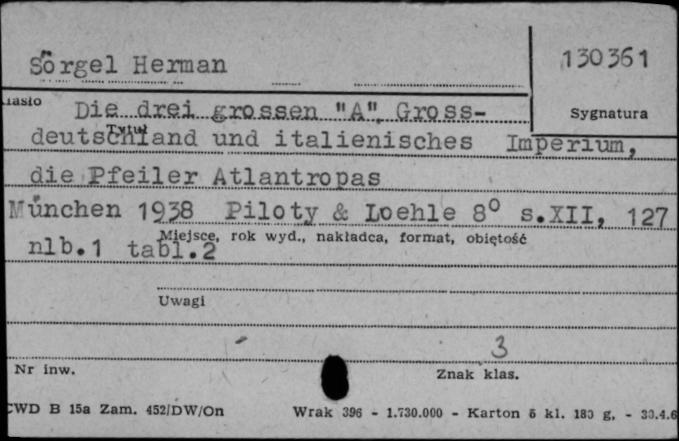 Sörgel Herman
130361
Hasło
Die drei grossen "A", Gross-
Sygnatura
deutschland und italienisches Imperium,
Tytuł
die Pfeiler Atlantropas
München 1938 Piloty & Loehle 8° s.XII, 127
Miejsce, rok wyd., nakładca, format, objętość
nlb.1 tabl.2
Uwagi
3
Nr inw.
Znak klas.
CWD B 15a Zam. 452/DW/On Wrak 396 - 1.730.000 - Karton 5 kl. 180 g. - 30.4.6